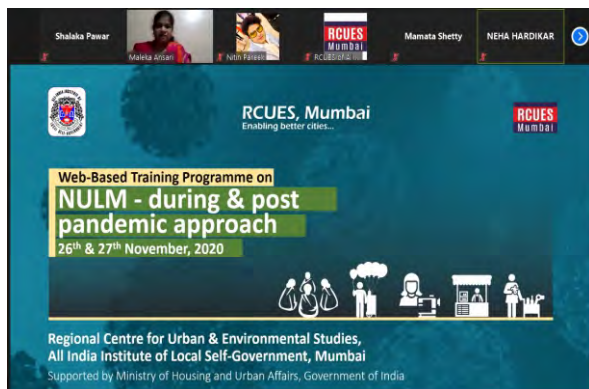 Shalaka Pawar
Maleka Ansari
Nitin Pareek
RCUES
Mumbai
RCUES of A
Mamata Shetty
NEHA HARDIKAR
RCUES, Mumbai
Enabling better cities...
RCUES
Mumbai
Web-Based Training Programme on
NULM - during & post
pandemic approach
26th & 27th November, 2020
Regional Centre for Urban & Environmental Studies,
All India Institute of Local Self-Government, Mumbai
Supported by Ministry of Housing and Urban Affairs, Government of India